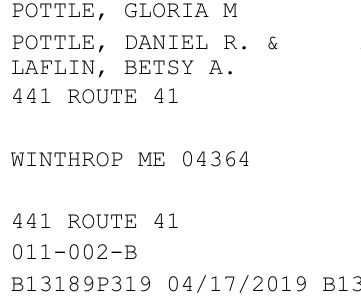 POTTLE, GLORIA M
POTTLE, DANIEL R. &
LAFLIN, BETSY A.
441 ROUTE 41
WINTHROP ME 04364
441 ROUTE 41
011-002-B
B13189P319 04/17/2019 B13